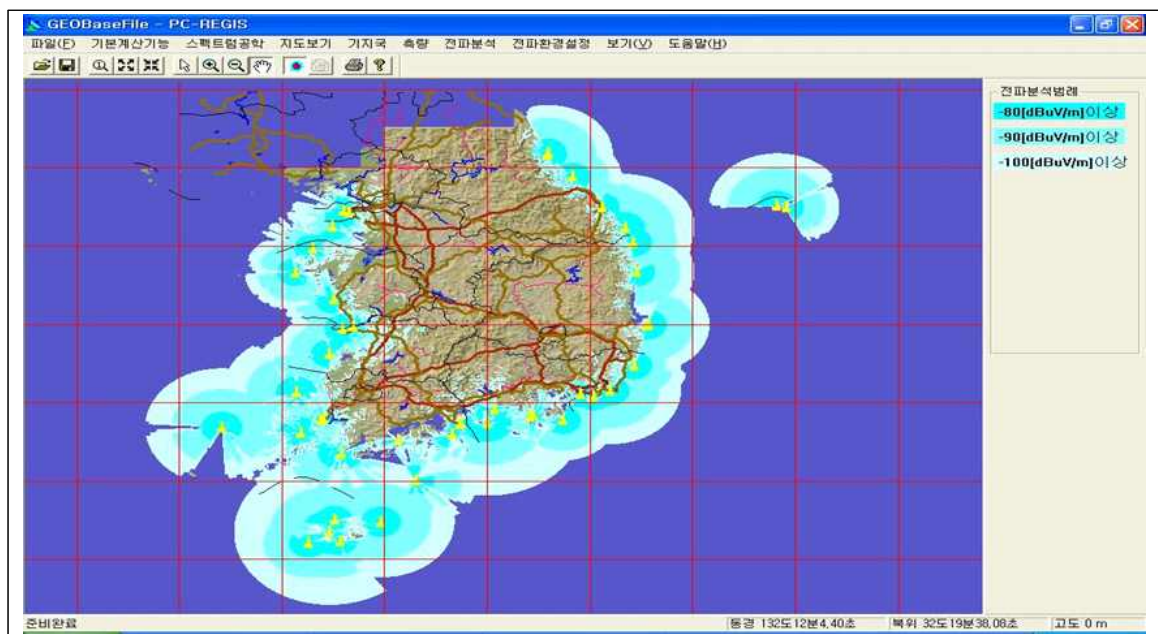 GEOBaseFile - PC-REGIS
파일(F) 기본계산기능 스펙트럼공학 지도보기 기지국 측량 전파분석 전파환경설정 보기(V) 도움말(H)
전파분석범례
-80[dBuV/m]이상
-90[dBuV/m]이상
-100[dBuV/m]이상
준비완료 동경 132도12분4,40초 북위 32도19분38,08초 고도 0 m